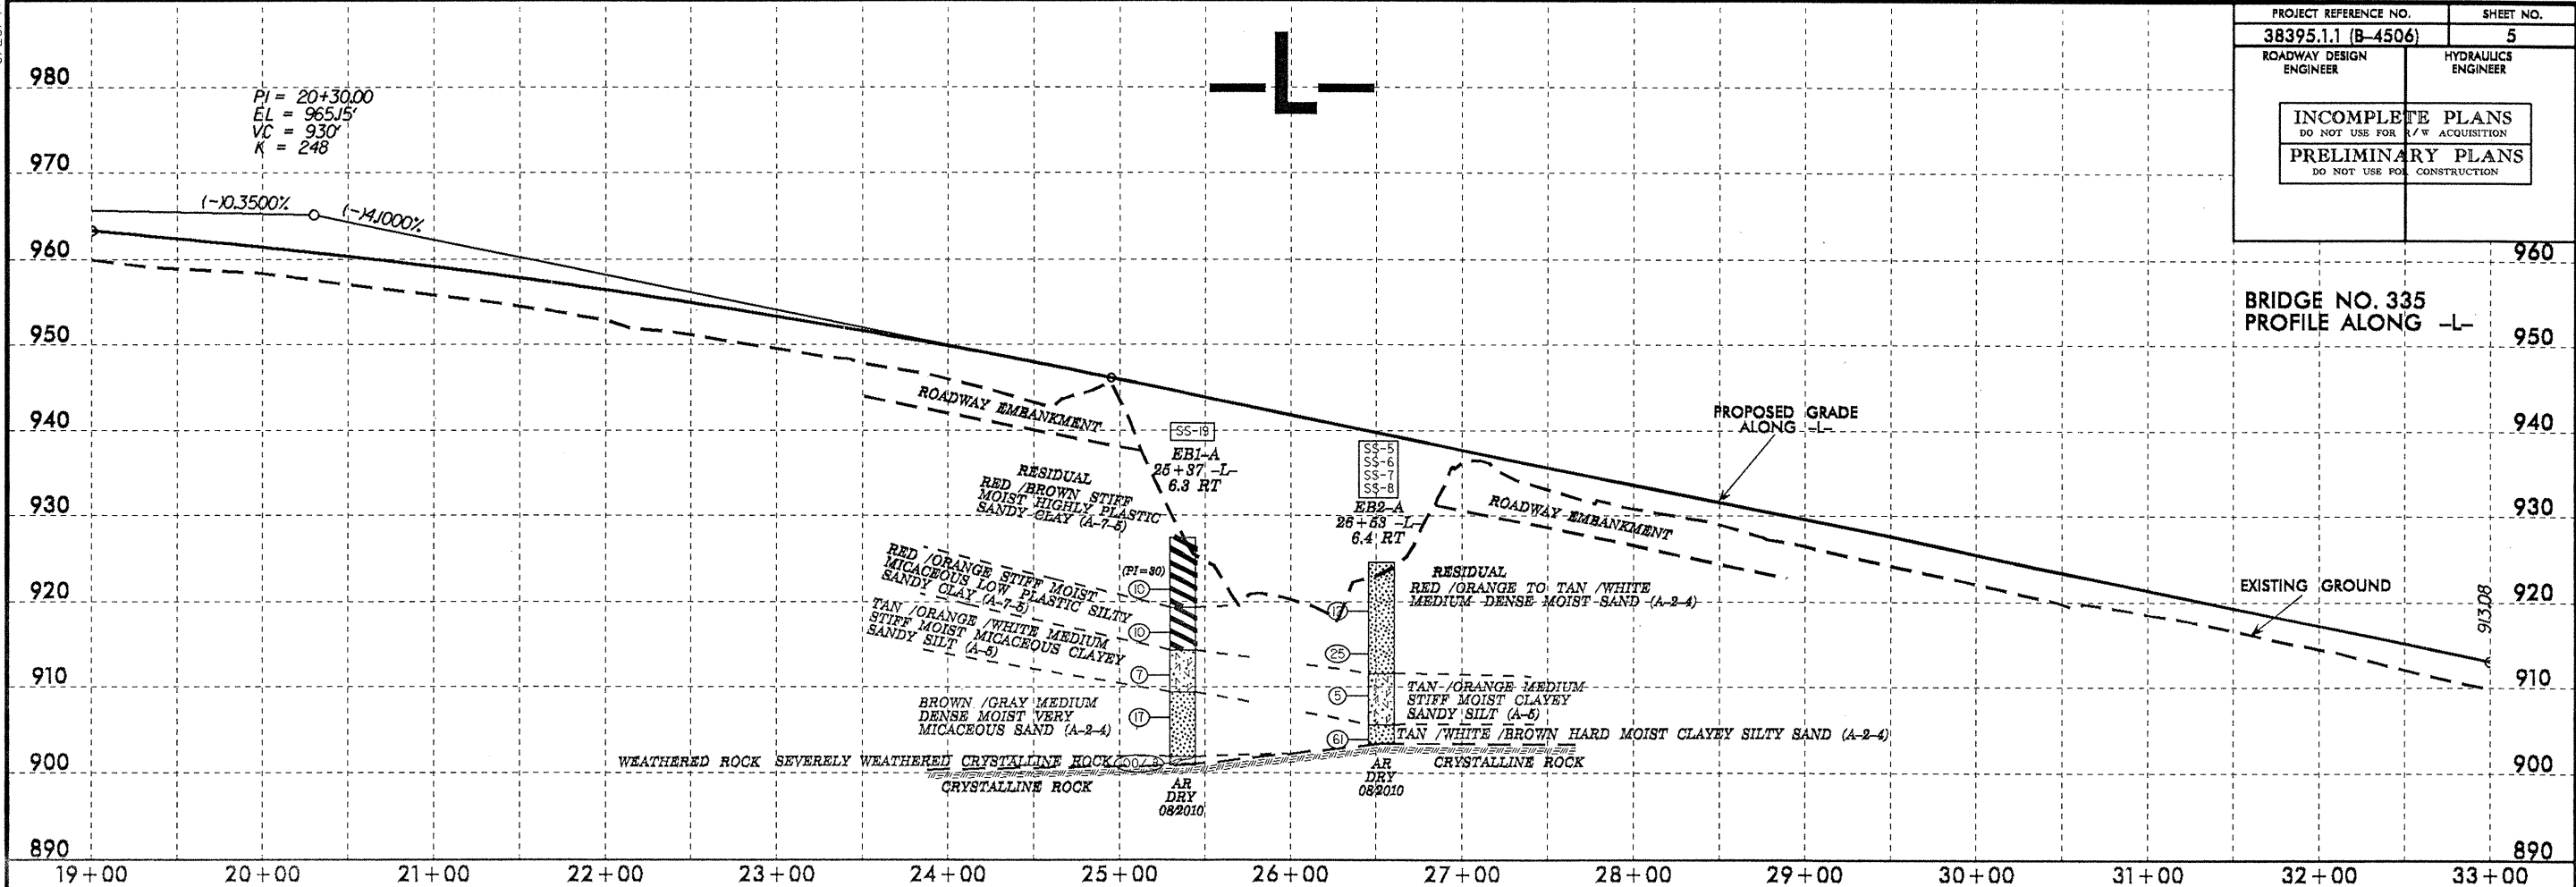 PROJECT REFERENCE NO.
SHEET NO.
38395.1.1 (B-4506)
5
ROADWAY DESIGN
ENGINEER
HYDRAULICS
ENGINEER
INCOMPLETE PLANS
DO NOT USE FOR R/W ACQUISITION
PRELIMINARY PLANS
DO NOT USE FOR CONSTRUCTION
-L-
PI = 20+30.00
EL = 965.15'
VC = 930'
K = 248
(-)0.3500%
(-)4.1000%
BRIDGE NO. 335
PROFILE ALONG -L-
980
970
960
950
940
930
920
910
900
890
960
950
940
930
920
910
900
890
ROADWAY EMBANKMENT
SS-19
EB1-A
25+37 -L-
6.3 RT
SS-5
SS-6
SS-7
SS-8
EB2-A
26+53 -L-
6.4 RT
PROPOSED GRADE
ALONG -L-
ROADWAY EMBANKMENT
EXISTING GROUND
913.08
RESIDUAL
RED /BROWN STIFF
MOIST HIGHLY PLASTIC
SANDY CLAY (A-7-5)
RED /ORANGE STIFF MOIST
MICACEOUS LOW PLASTIC SILTY
SANDY CLAY (A-7-5)
TAN /ORANGE /WHITE MEDIUM
STIFF MOIST MICACEOUS CLAYEY
SANDY SILT (A-5)
BROWN /GRAY MEDIUM
DENSE MOIST VERY
MICACEOUS SAND (A-2-4)
(PI=30)
10
10
7
17
WEATHERED ROCK SEVERELY WEATHERED CRYSTALLINE ROCK
CRYSTALLINE ROCK
AR
DRY
08/2010
25
5
61
RESIDUAL
RED /ORANGE TO TAN /WHITE
MEDIUM DENSE MOIST SAND (A-2-4)
TAN /ORANGE MEDIUM
STIFF MOIST CLAYEY
SANDY SILT (A-5)
TAN /WHITE /BROWN HARD MOIST CLAYEY SILTY SAND (A-2-4)
CRYSTALLINE ROCK
AR
DRY
08/2010
19+00
20+00
21+00
22+00
23+00
24+00
25+00
26+00
27+00
28+00
29+00
30+00
31+00
32+00
33+00